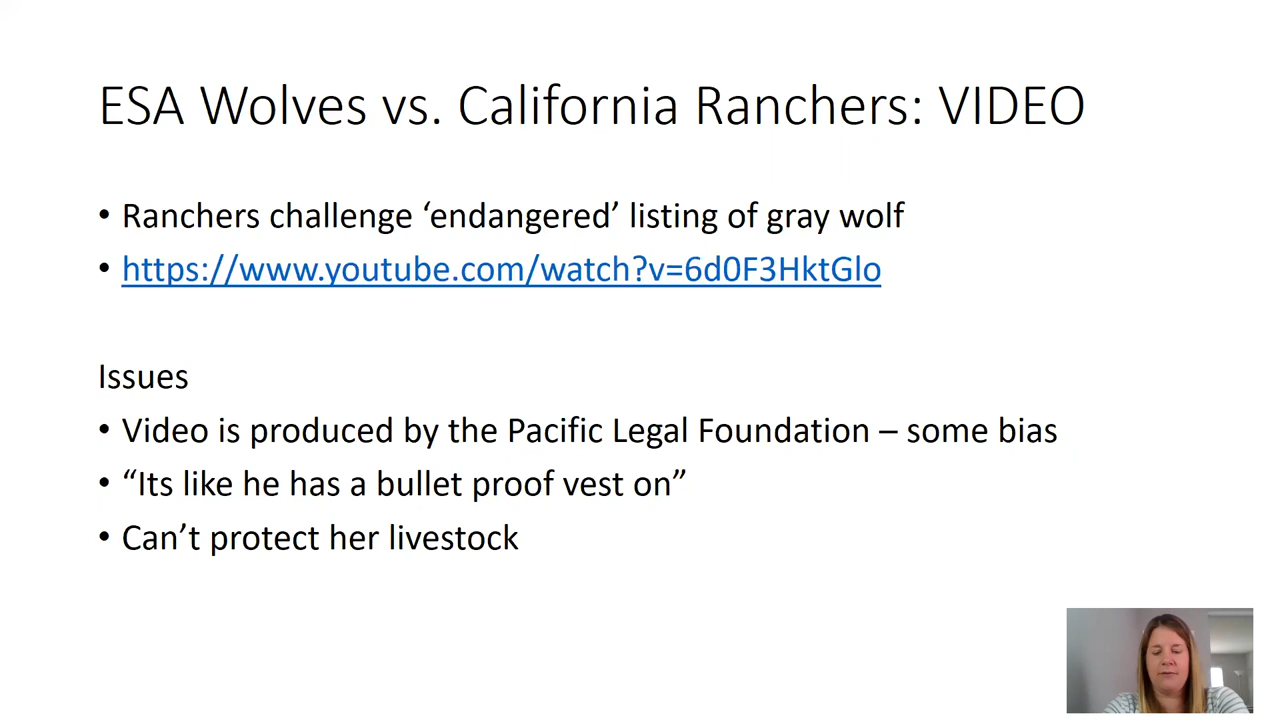 ESA Wolves vs. California Ranchers: VIDEO
• Ranchers challenge ‘endangered’ listing of gray wolf
• https://www.youtube.com/watch?v=6d0F3HktGlo
Issues
• Video is produced by the Pacific Legal Foundation – some bias
• “Its like he has a bullet proof vest on”
• Can’t protect her livestock